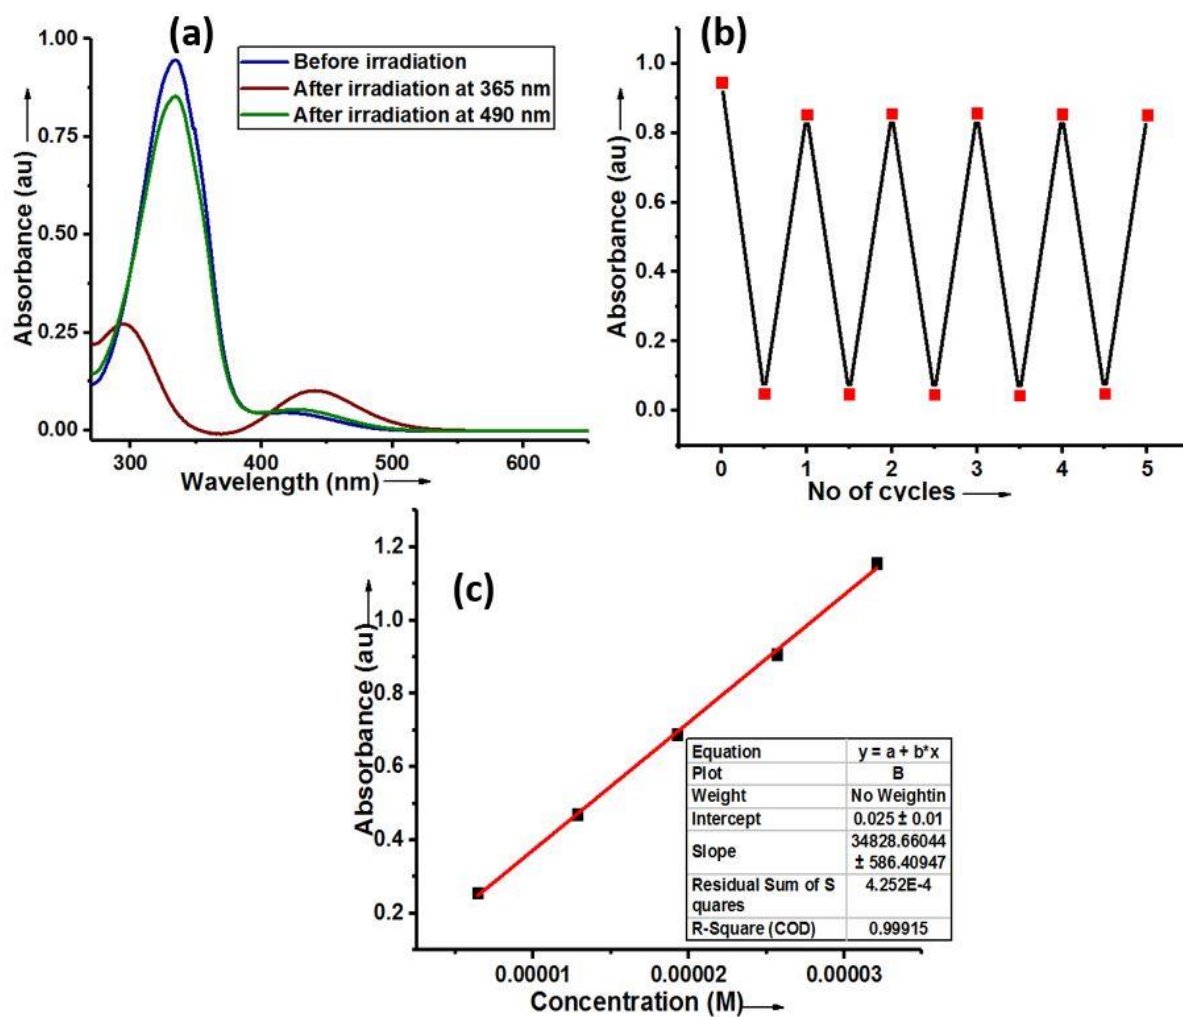 (a)
Before irradiation
After irradiation at 365 nm
After irradiation at 490 nm
1.00
0.75
0.50
0.25
0.00
Absorbance (au)
300
400
500
600
Wavelength (nm)
(b)
1.0
0.8
0.6
0.4
0.2
0.0
Absorbance (au)
0
1
2
3
4
5
No of cycles
(c)
1.2
1.0
0.8
0.6
0.4
0.2
Absorbance (au)
Equation y = a + b*x
Plot B
Weight No Weightin
Intercept 0.025 ± 0.01
Slope 34828.66044
± 586.40947
Residual Sum of S 4.252E-4
quares
R-Square (COD) 0.99915
0.00001
0.00002
0.00003
Concentration (M)